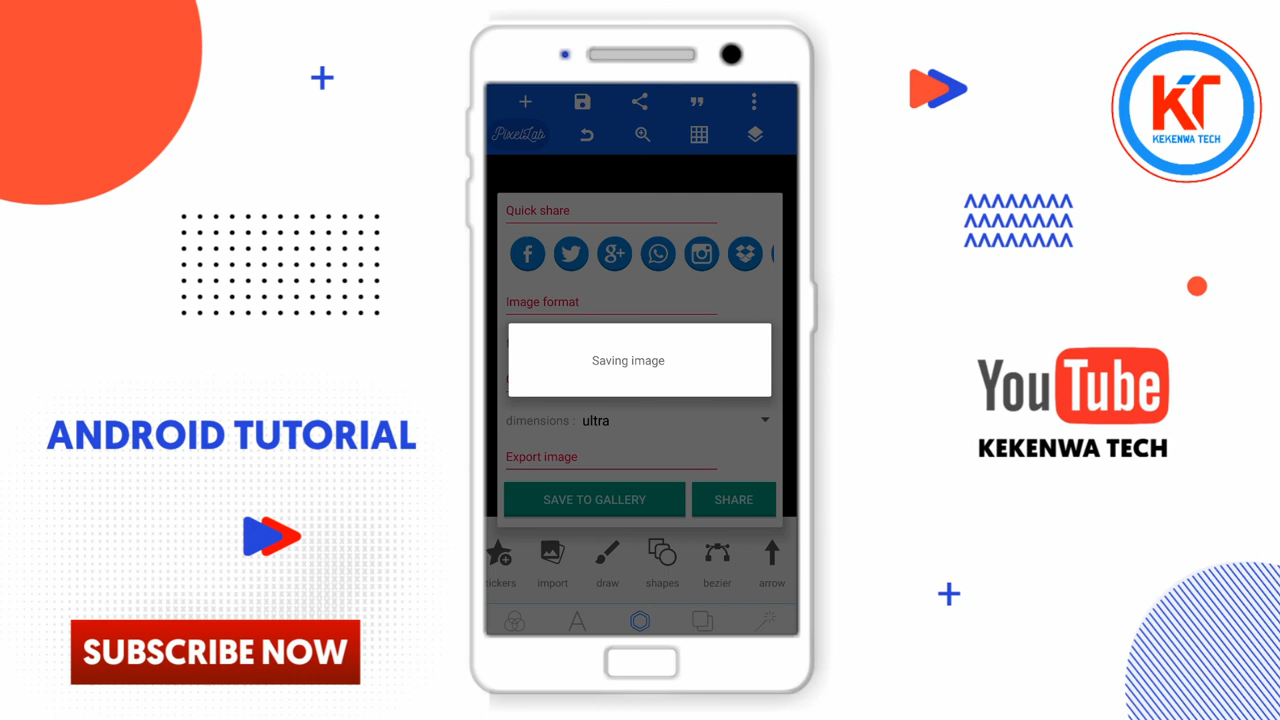 KT
KEKENWA TECH
PixelLab
Quick share
Image format
Saving image
dimensions : ultra
Export image
SAVE TO GALLERY
SHARE
tickers
import
draw
shapes
bezier
arrow
ANDROID TUTORIAL
SUBSCRIBE NOW
YouTube
KEKENWA TECH